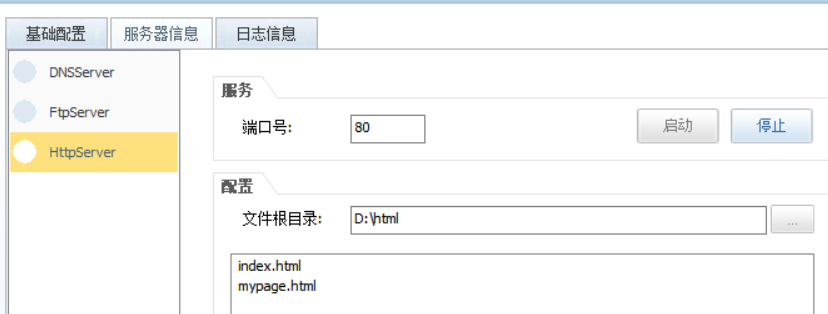 基础配置 服务器信息 日志信息
DNSServer
FtpServer
HttpServer
服务
端口号: 80 启动 停止
配置
文件根目录: D:\html ...
index.html
mypage.html